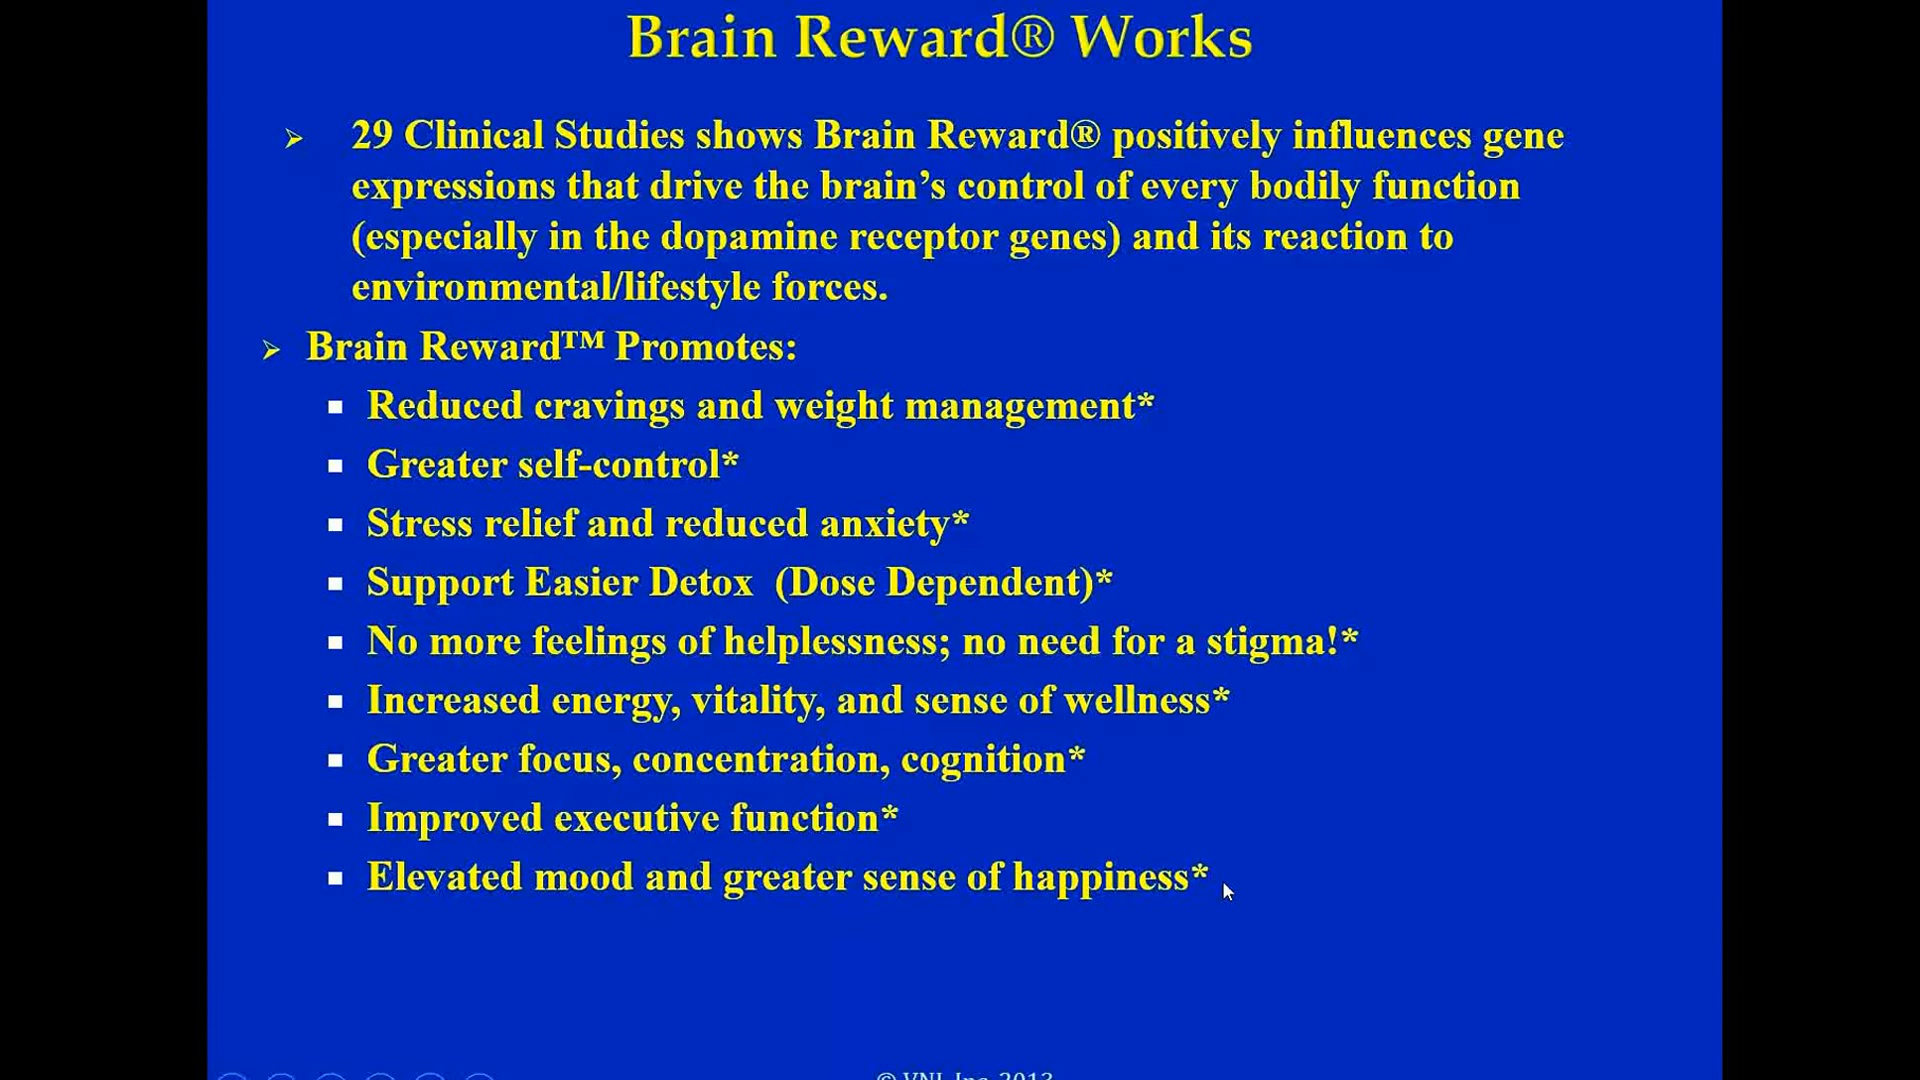 Brain Reward® Works
29 Clinical Studies shows Brain Reward® positively influences gene
expressions that drive the brain’s control of every bodily function
(especially in the dopamine receptor genes) and its reaction to
environmental/lifestyle forces.
Brain Reward™ Promotes:
Reduced cravings and weight management*
Greater self-control*
Stress relief and reduced anxiety*
Support Easier Detox  (Dose Dependent)*
No more feelings of helplessness; no need for a stigma!*
Increased energy, vitality, and sense of wellness*
Greater focus, concentration, cognition*
Improved executive function*
Elevated mood and greater sense of happiness*
© VNI, Inc. 2013